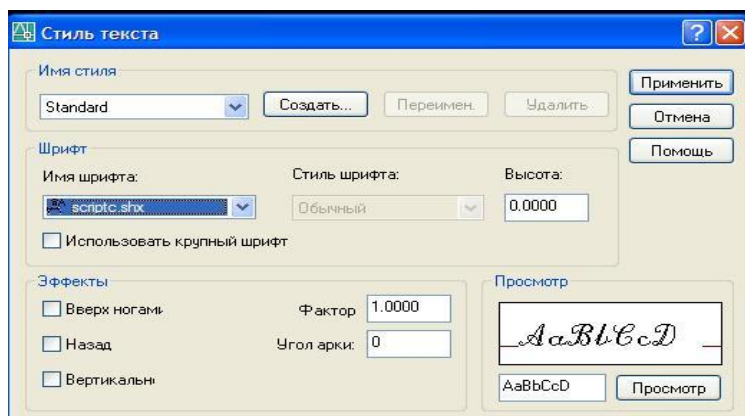 Стиль текста
Имя стиля
Standard
Создать...
Переимен.
Удалить
Применить
Отмена
Помощь
Шрифт
Имя шрифта:
Стиль шрифта:
Высота:
scriptc.shx
Обычный
0.0000
Использовать крупный шрифт
Эффекты
Вверх ногами
Фактор
1.0000
Назад
Угол арки:
0
Вертикальн
Просмотр
AaBbCcD
AaBbCcD
Просмотр